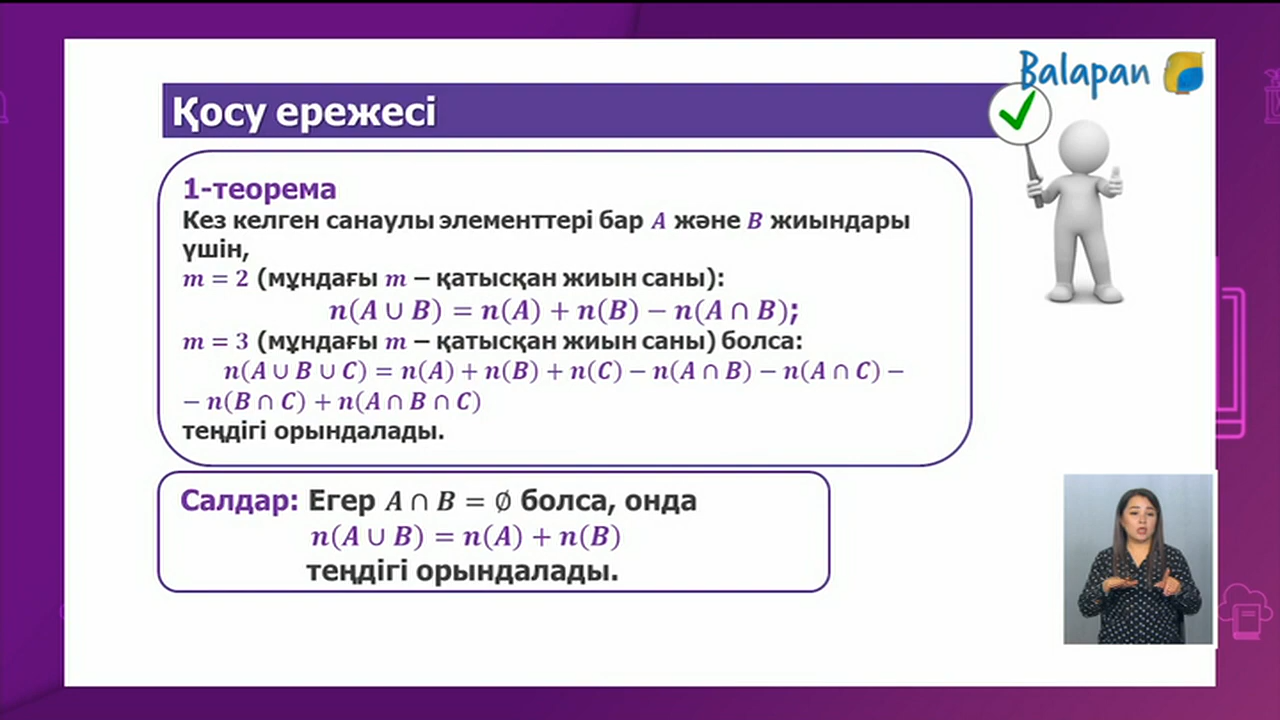 Balapan
Қосу ережесі
1-теорема
Кез келген санаулы элементтері бар A және B жиындары
үшін,
m = 2 (мұндағы m – қатысқан жиын саны):
n(A ∪ B) = n(A) + n(B) − n(A ∩ B);
m = 3 (мұндағы m – қатысқан жиын саны) болса:
n(A ∪ B ∪ C) = n(A) + n(B) + n(C) − n(A ∩ B) − n(A ∩ C) −
− n(B ∩ C) + n(A ∩ B ∩ C)
теңдігі орындалады.
Салдар: Егер A ∩ B = ∅ болса, онда
n(A ∪ B) = n(A) + n(B)
теңдігі орындалады.